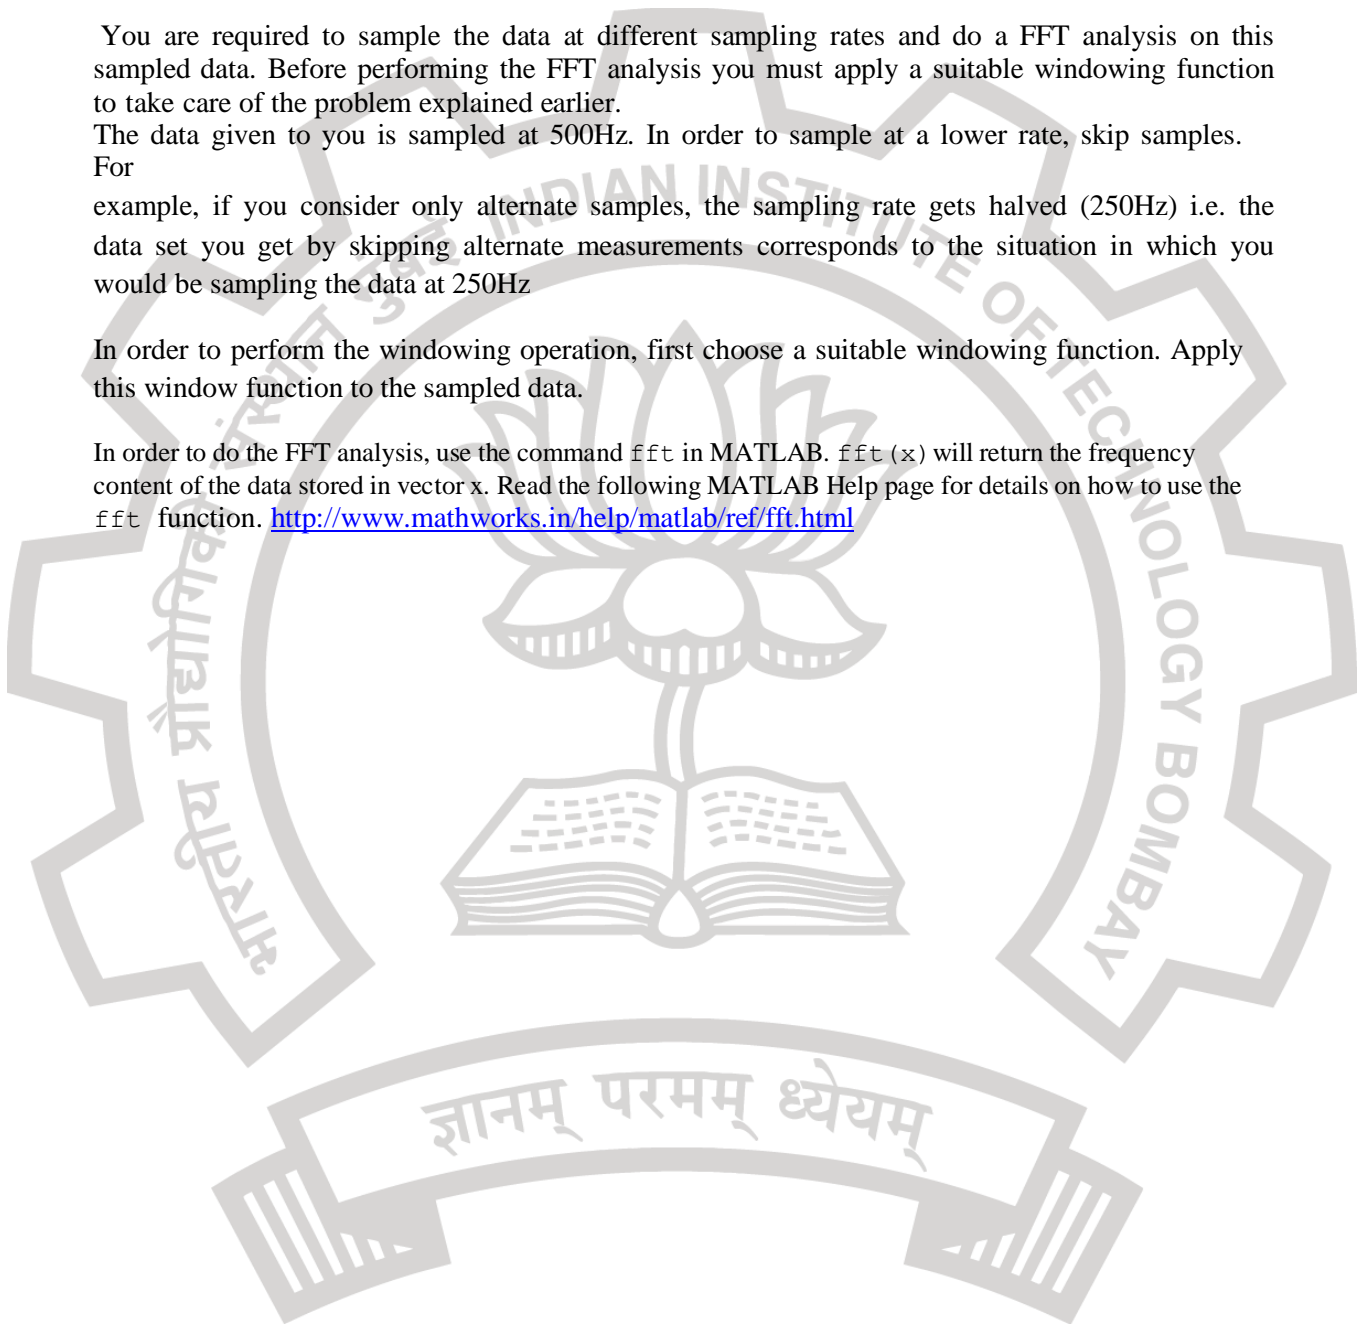 You are required to sample the data at different sampling rates and do a FFT analysis on this
sampled data. Before performing the FFT analysis you must apply a suitable windowing function
to take care of the problem explained earlier.
The data given to you is sampled at 500Hz. In order to sample at a lower rate, skip samples.
For
example, if you consider only alternate samples, the sampling rate gets halved (250Hz) i.e. the
data set you get by skipping alternate measurements corresponds to the situation in which you
would be sampling the data at 250Hz
In order to perform the windowing operation, first choose a suitable windowing function. Apply
this window function to the sampled data.
In order to do the FFT analysis, use the command fft in MATLAB. fft(x) will return the frequency
content of the data stored in vector x. Read the following MATLAB Help page for details on how to use the
fft function. http://www.mathworks.in/help/matlab/ref/fft.html
भारतीय प्रौद्योगिकी संस्थान मुंबई
INDIAN INSTITUTE OF TECHNOLOGY BOMBAY
ज्ञानम् परमम् ध्येयम्